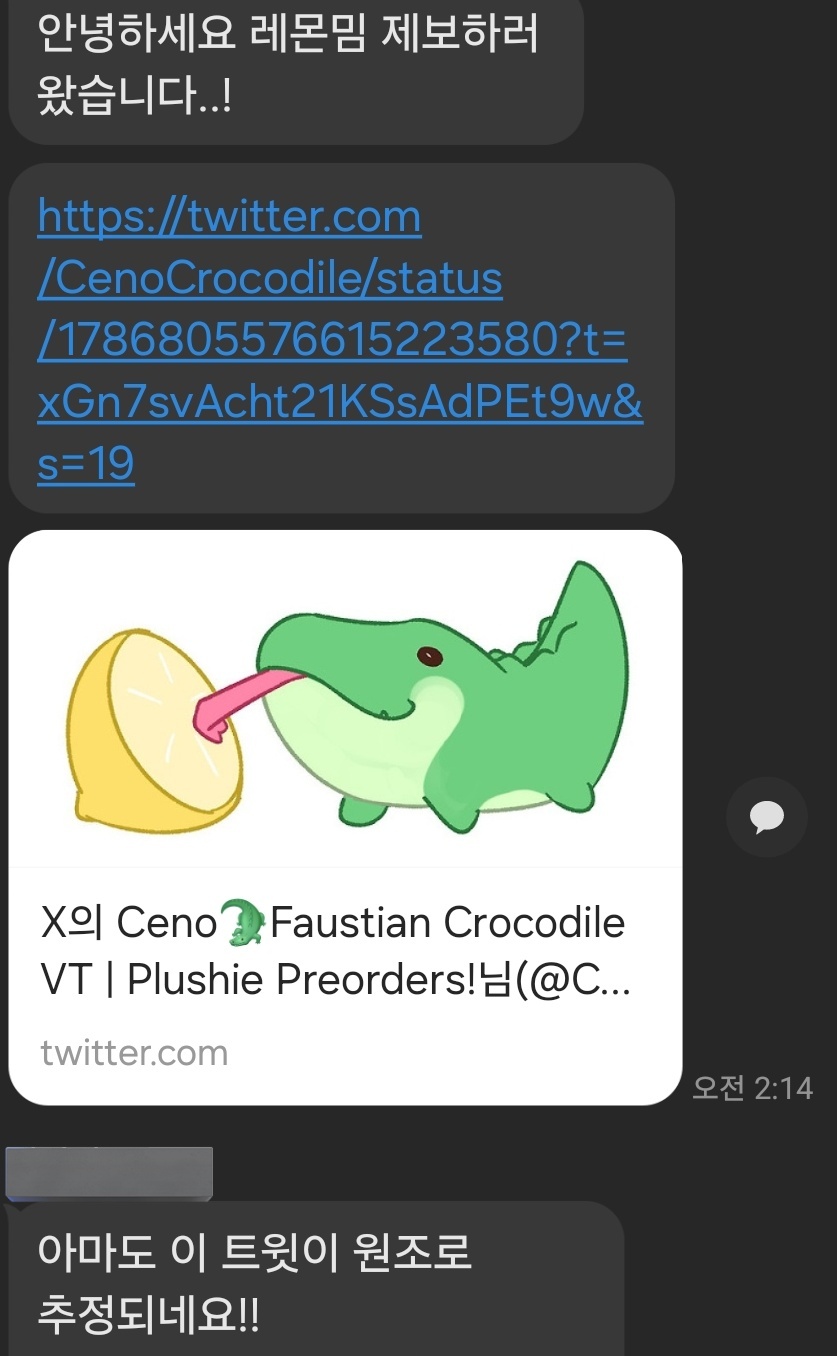 안녕하세요 레몬밈 제보하러
왔습니다..!
https://twitter.com
/CenoCrocodile/status
/1786805576615223580?t=
xGn7svAcht21KSsAdPEt9w&
s=19
X의 Ceno🐊Faustian Crocodile
VT | Plushie Preorders!님(@C...
twitter.com
오전 2:14
아마도 이 트윗이 원조로
추정되네요!!